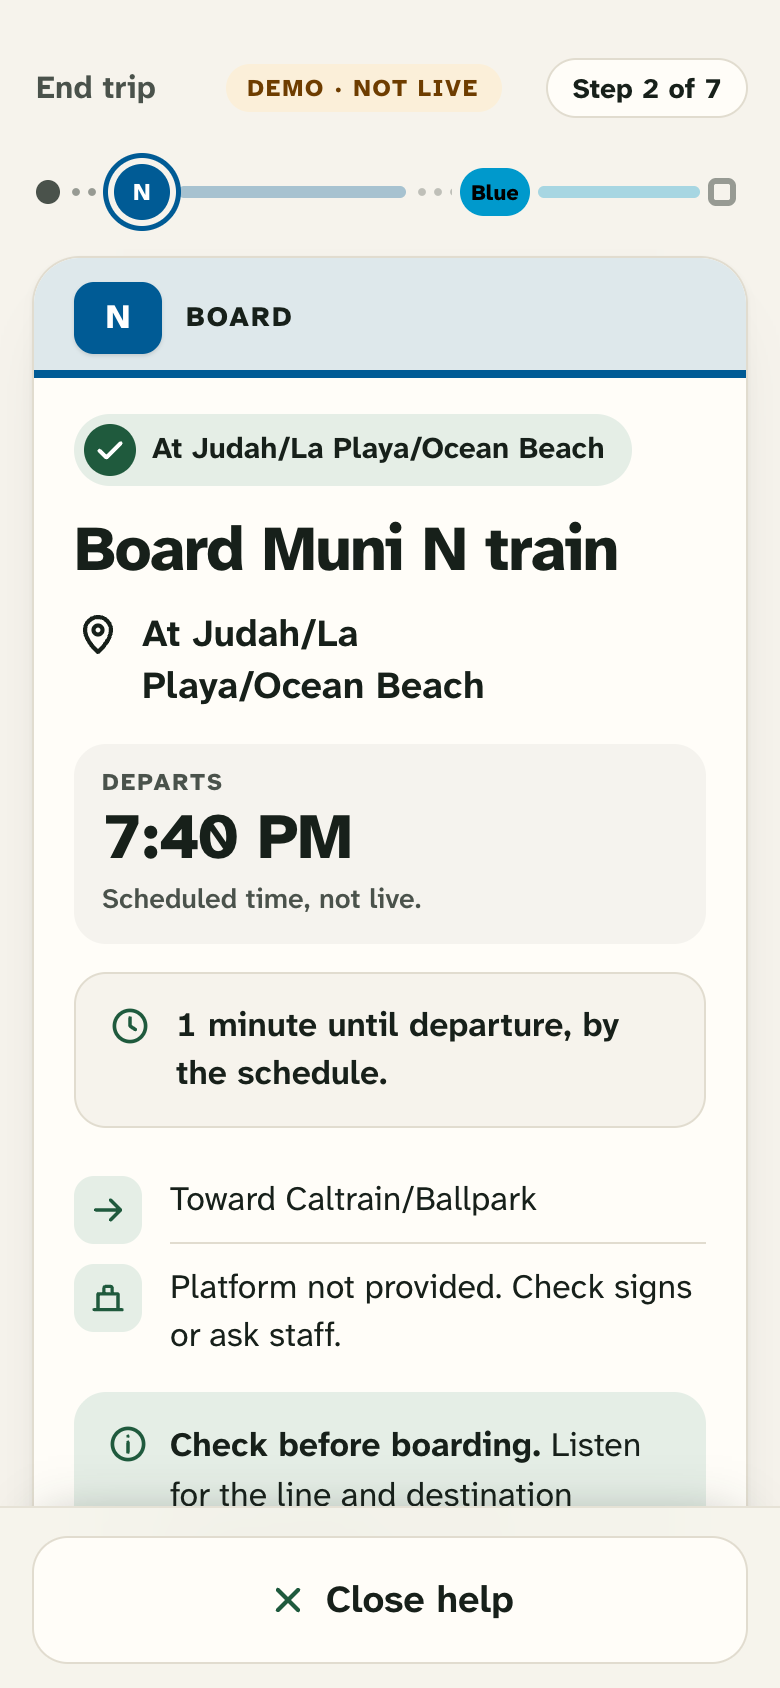 End trip
DEMO · NOT LIVE
Step 2 of 7
N
Blue
N
BOARD
At Judah/La Playa/Ocean Beach
Board Muni N train
At Judah/La
Playa/Ocean Beach
DEPARTS
7:40 PM
Scheduled time, not live.
1 minute until departure, by
the schedule.
Toward Caltrain/Ballpark
Platform not provided. Check signs
or ask staff.
Check before boarding. Listen
for the line and destination
Close help